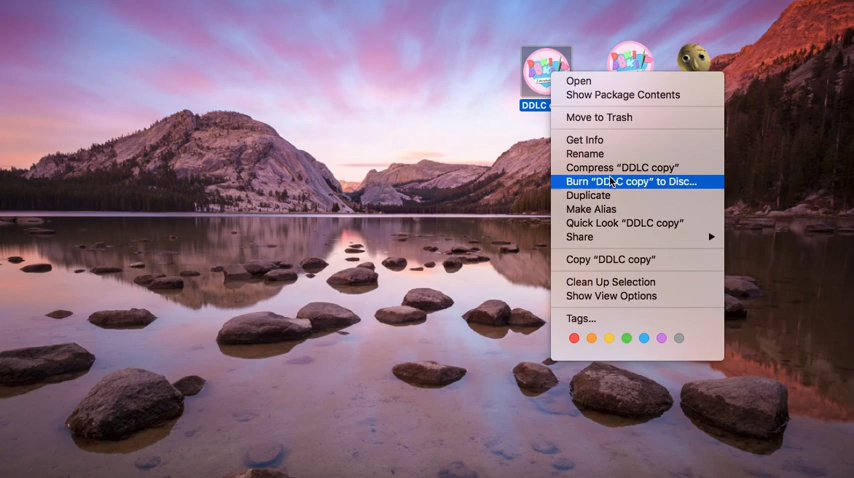 DDLC
Open
Show Package Contents
Move to Trash
Get Info
Rename
Compress “DDLC copy”
Burn “DDLC copy” to Disc...
Duplicate
Make Alias
Quick Look “DDLC copy”
Share
Copy “DDLC copy”
Clean Up Selection
Show View Options
Tags...